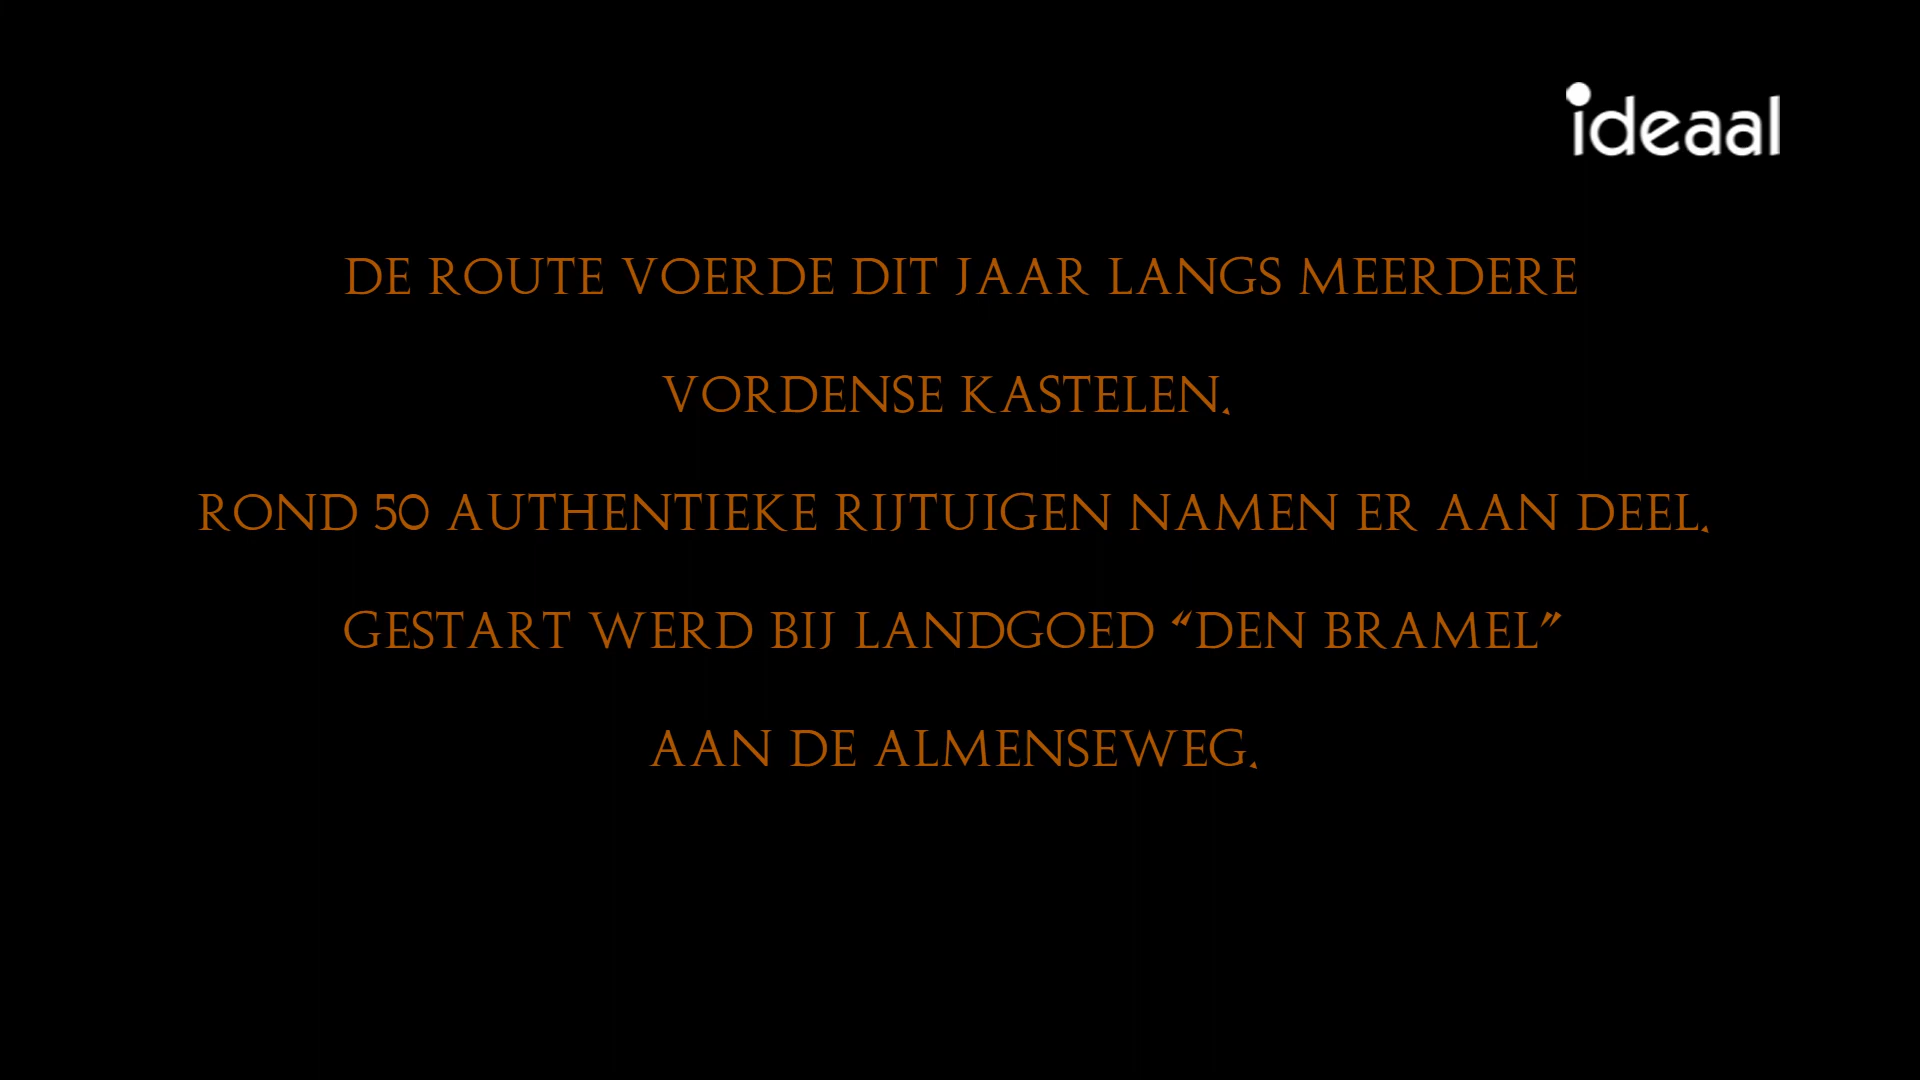 ideaal
DE ROUTE VOERDE DIT JAAR LANGS MEERDERE
VORDENSE KASTELEN.
ROND 50 AUTHENTIEKE RIJTUIGEN NAMEN ER AAN DEEL.
GESTART WERD BIJ LANDGOED “DEN BRAMEL”
AAN DE ALMENSEWEG.